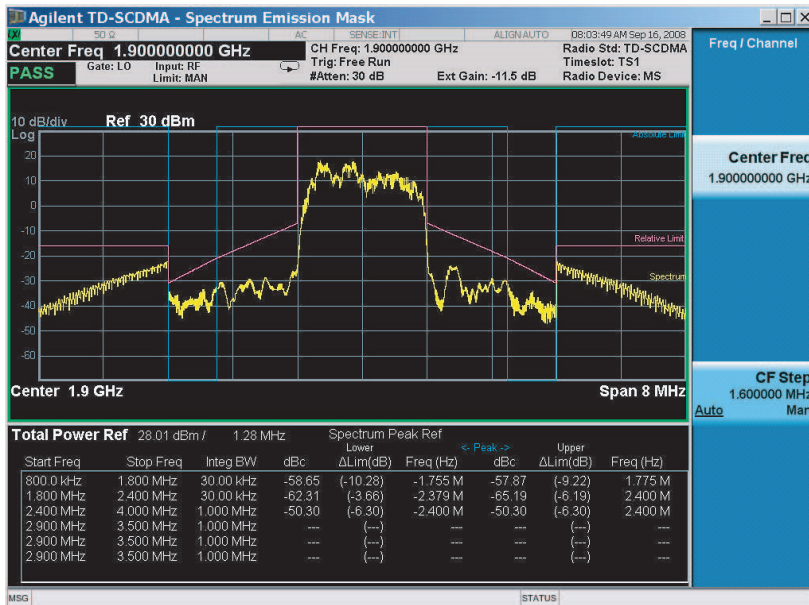 Agilent TD-SCDMA - Spectrum Emission Mask
50 Ω AC SENSE:INT ALIGN AUTO 08:03:49 AM Sep 16, 2008
Center Freq 1.900000000 GHz CH Freq: 1.900000000 GHz Radio Std: TD-SCDMA
Trig: Free Run Timeslot: TS1
PASS Gate: LO Input: RF #Atten: 30 dB Ext Gain: -11.5 dB Radio Device: MS
Limit: MAN
Freq / Channel
Center Freq
1.900000000 GHz
CF Step
1.600000 MHz
Auto Man
10 dB/div Ref 30 dBm
Log
Absolute Limit
20
10
0
-10
Relative Limit
-20
Spectrum
-30
-40
-50
-60
Center 1.9 GHz Span 8 MHz
Total Power Ref 28.01 dBm / 1.28 MHz Spectrum Peak Ref
Lower <- Peak -> Upper
Start Freq Stop Freq Integ BW dBc ΔLim(dB) Freq (Hz) dBc ΔLim(dB) Freq (Hz)
800.0 kHz 1.800 MHz 30.00 kHz -58.65 (-10.28) -1.755 M -57.87 (-9.22) 1.775 M
1.800 MHz 2.400 MHz 30.00 kHz -62.31 (-3.66) -2.379 M -65.19 (-6.19) 2.400 M
2.400 MHz 4.000 MHz 1.000 MHz -50.30 (-6.30) -2.400 M -50.30 (-6.30) 2.400 M
2.900 MHz 3.500 MHz 1.000 MHz --- (---) --- --- (---) ---
2.900 MHz 3.500 MHz 1.000 MHz --- (---) --- --- (---) ---
2.900 MHz 3.500 MHz 1.000 MHz --- (---) --- --- (---) ---
MSG STATUS